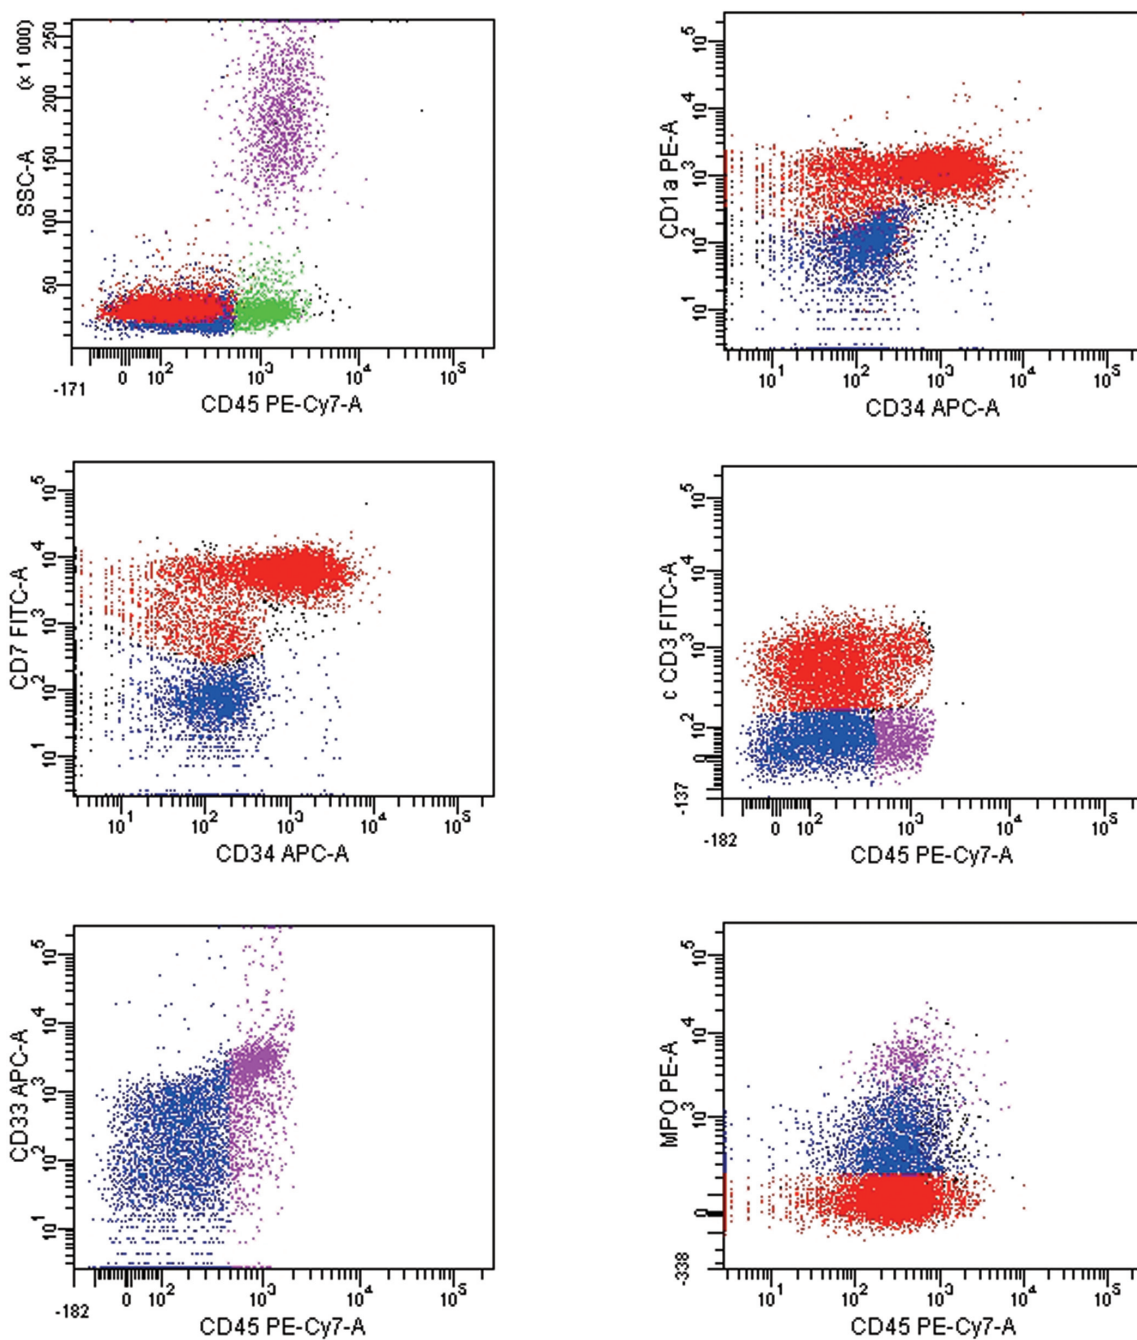 (x 1 000)
SSC-A
250
200
150
100
50
-171
0 10² 10³ 10⁴ 10⁵
CD45 PE-Cy7-A
CD1a PE-A
10⁵
10⁴
10³
10²
10¹
10¹ 10² 10³ 10⁴ 10⁵
CD34 APC-A
CD7 FITC-A
10⁵
10⁴
10³
10²
10¹
10¹ 10² 10³ 10⁴ 10⁵
CD34 APC-A
c CD3 FITC-A
10⁵
10⁴
10³
10²
0
-137
-182
0 10² 10³ 10⁴ 10⁵
CD45 PE-Cy7-A
CD33 APC-A
10⁵
10⁴
10³
10²
10¹
-182
0 10² 10³ 10⁴ 10⁵
CD45 PE-Cy7-A
MPO PE-A
10⁵
10⁴
10³
0
-338
10¹ 10² 10³ 10⁴ 10⁵
CD45 PE-Cy7-A